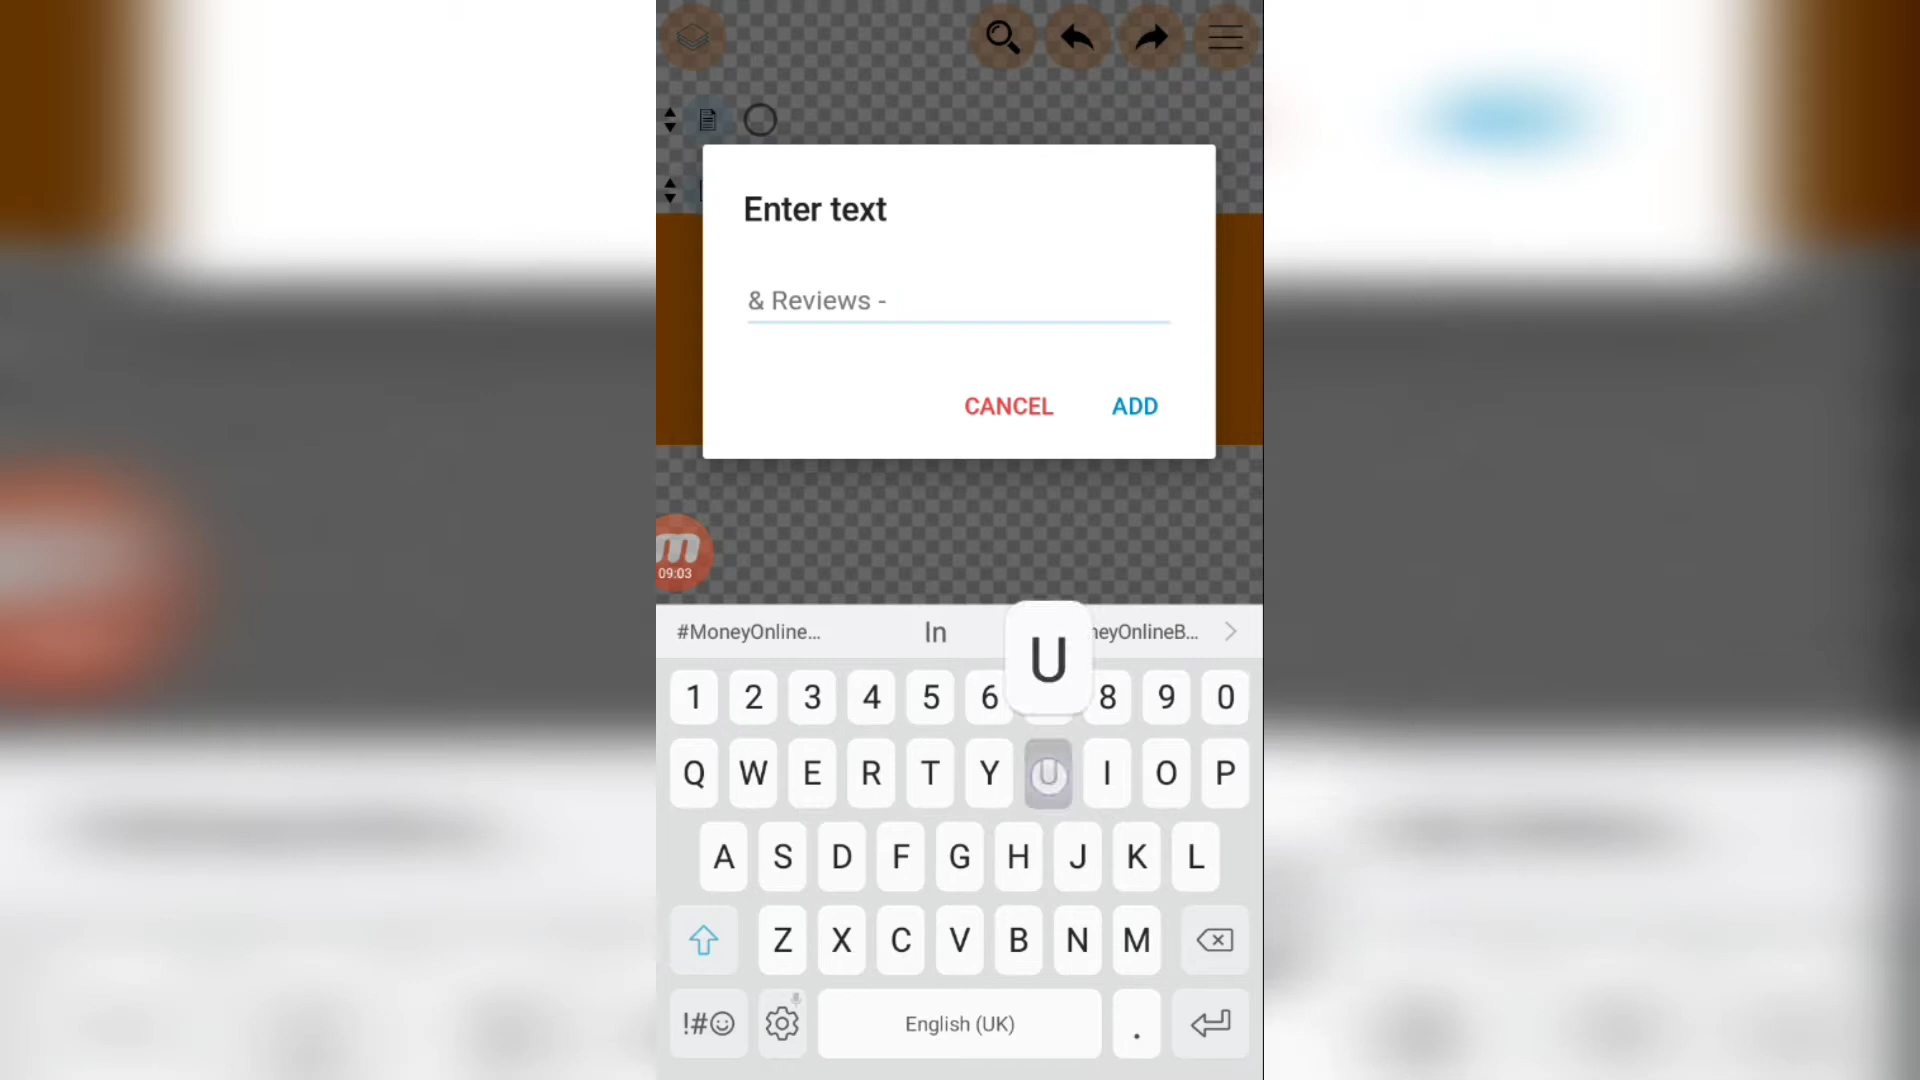 Enter text
& Reviews -
CANCEL ADD
m
09:03
#MoneyOnline... In neyOnlineB...
U
1 2 3 4 5 6 8 9 0
Q W E R T Y U I O P
A S D F G H J K L
Z X C V B N M
!#☺ English (UK) .